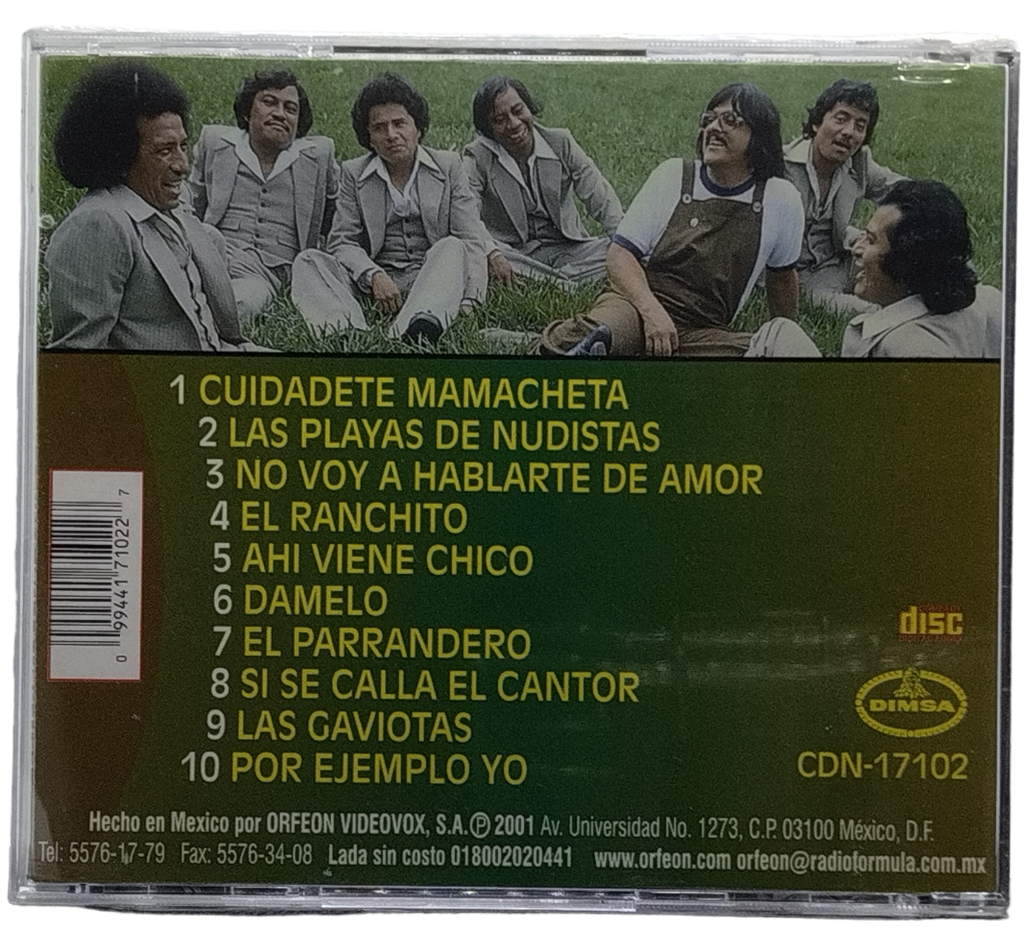 1 CUIDADETE MAMACHETA
2 LAS PLAYAS DE NUDISTAS
3 NO VOY A HABLARTE DE AMOR
4 EL RANCHITO
5 AHI VIENE CHICO
6 DAMELO
7 EL PARRANDERO
8 SI SE CALLA EL CANTOR
9 LAS GAVIOTAS
10 POR EJEMPLO YO
0 99441 71022 7
disc
DIMSA
CDN-17102
Hecho en Mexico por ORFEON VIDEOVOX, S.A. Ⓟ 2001 Av. Universidad No. 1273, C.P. 03100 México, D.F.
Tel: 5576-17-79 Fax: 5576-34-08 Lada sin costo 018002020441 www.orfeon.com orfeon@radioformula.com.mx